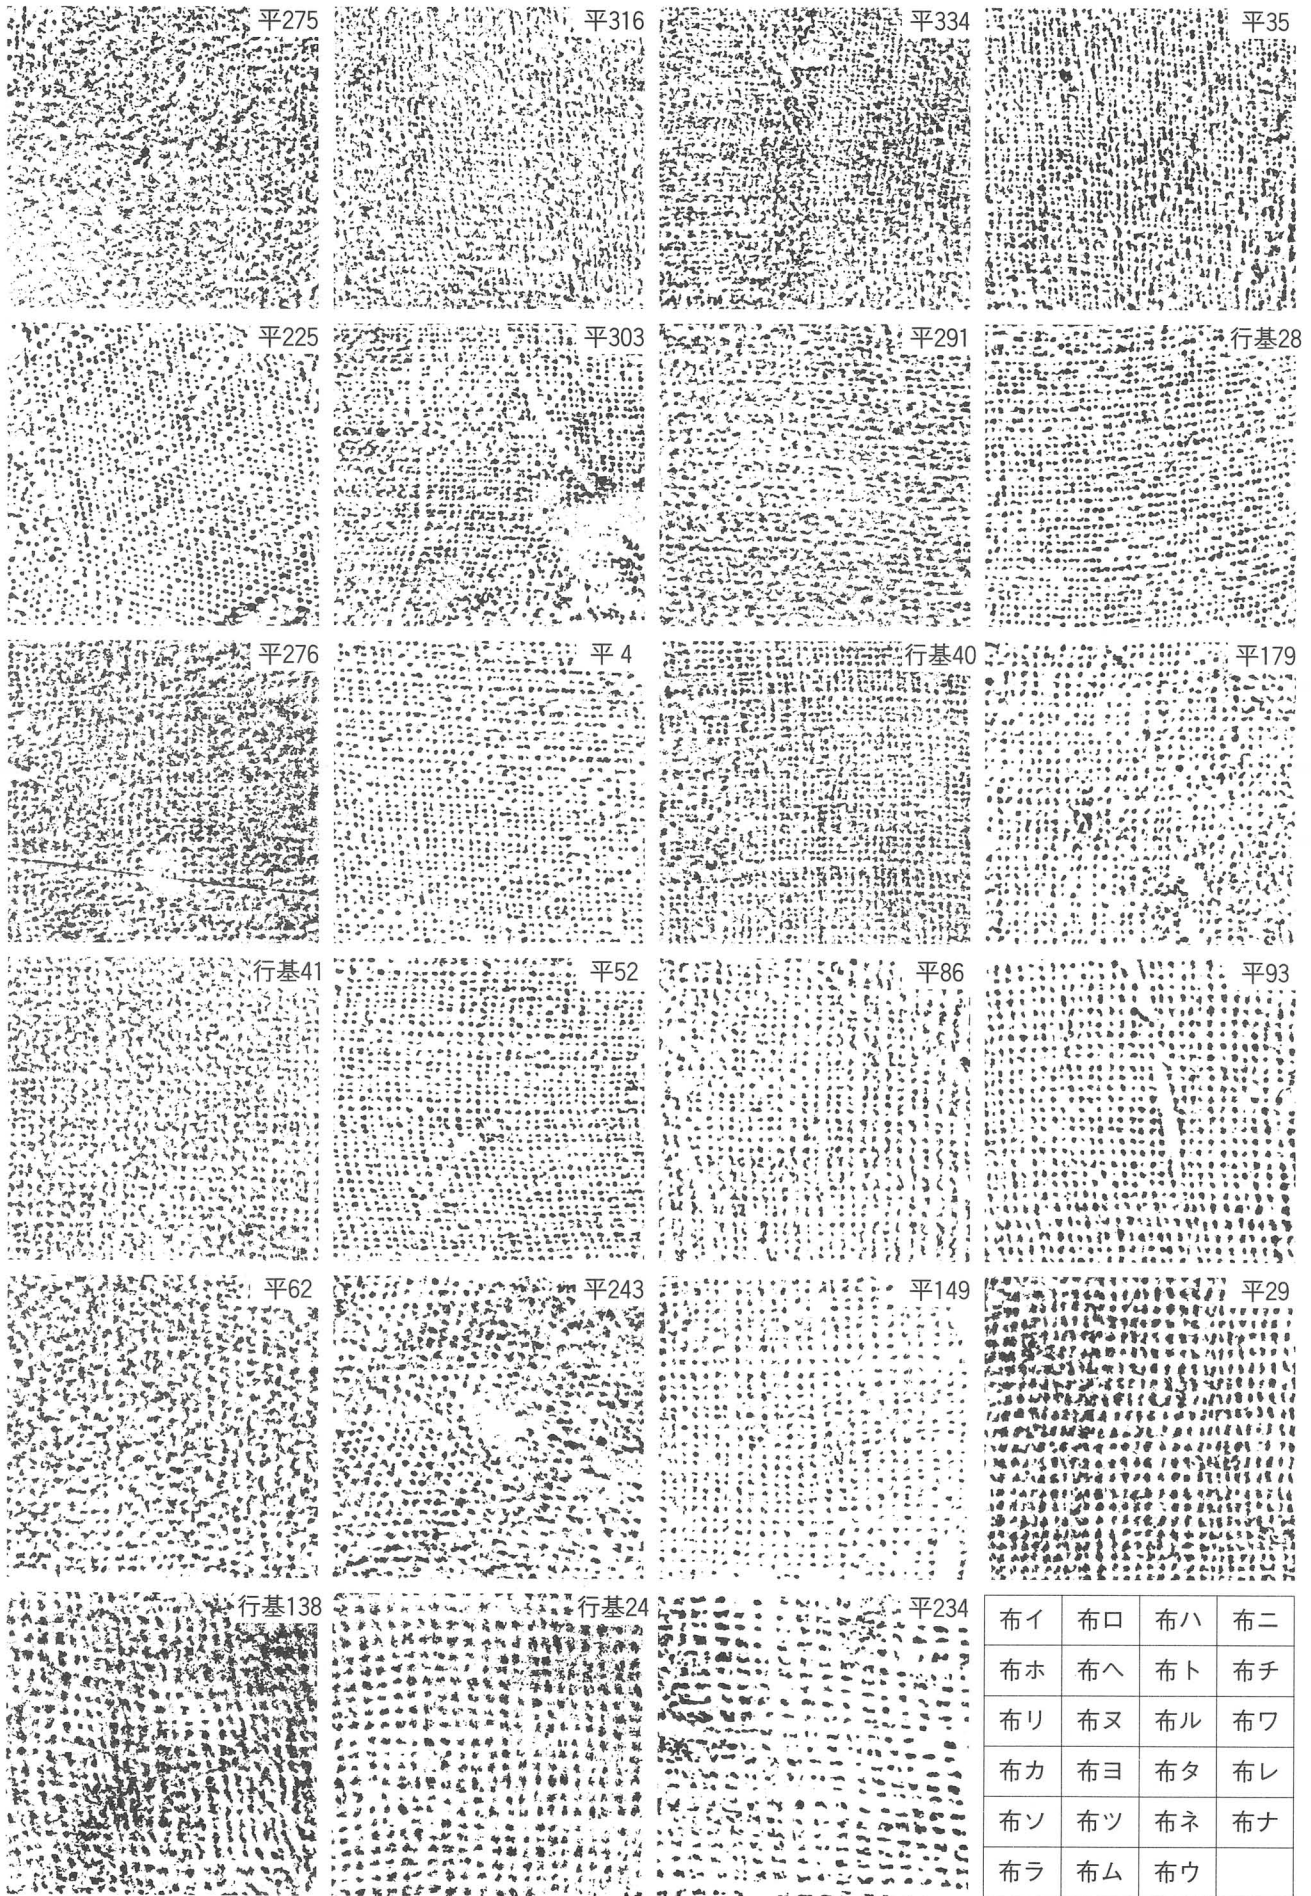 平275 平316 平334 平35
平225 平303 平291 行基28
平276 平4 行基40 平179
行基41 平52 平86 平93
平62 平243 平149 平29
行基138 行基24 平234
布イ 布ロ 布ハ 布ニ
布ホ 布ヘ 布ト 布チ
布リ 布ヌ 布ル 布ワ
布カ 布ヨ 布タ 布レ
布ソ 布ツ 布ネ 布ナ
布ラ 布ム 布ウ